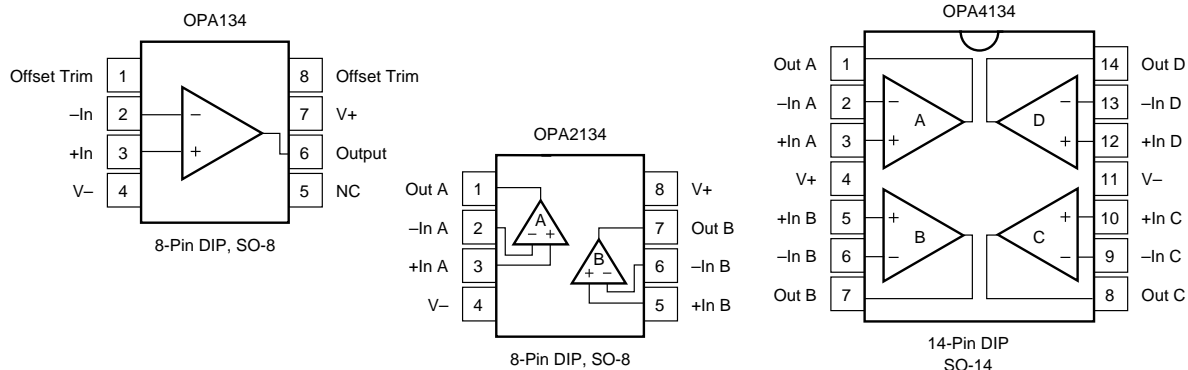 OPA134
Offset Trim 1 8 Offset Trim
–In 2 – 7 V+
+In 3 + 6 Output
V– 4 5 NC
8-Pin DIP, SO-8
OPA2134
Out A 1 8 V+
A
–In A 2 – + 7 Out B
B
+In A 3 + – 6 –In B
V– 4 5 +In B
8-Pin DIP, SO-8
OPA4134
Out A 1 14 Out D
–In A 2 – – 13 –In D
A D
+In A 3 + + 12 +In D
V+ 4 11 V–
+In B 5 + + 10 +In C
B C
–In B 6 – – 9 –In C
Out B 7 8 Out C
14-Pin DIP
SO-14